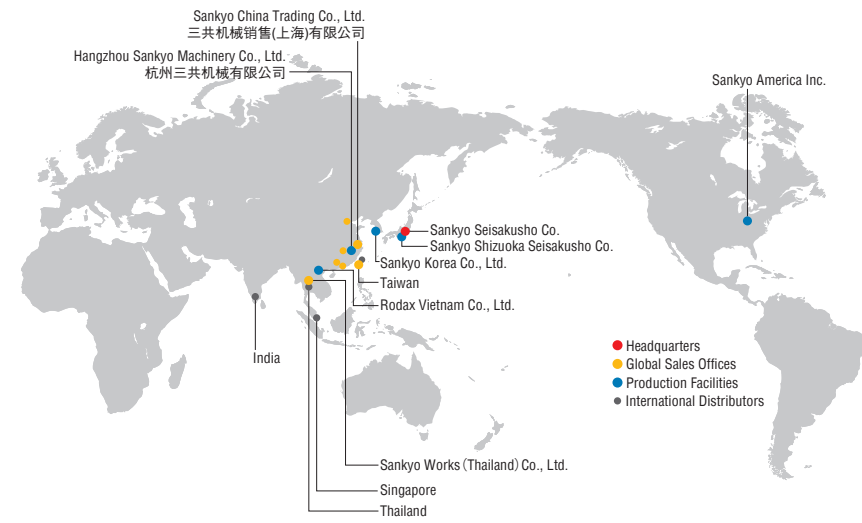 Sankyo China Trading Co., Ltd.
三共机械销售(上海)有限公司
Hangzhou Sankyo Machinery Co., Ltd.
杭州三共机械有限公司
Sankyo America Inc.
Sankyo Seisakusho Co.
Sankyo Shizuoka Seisakusho Co.
Sankyo Korea Co., Ltd.
Taiwan
Rodax Vietnam Co., Ltd.
India
Headquarters
Global Sales Offices
Production Facilities
International Distributors
Sankyo Works (Thailand) Co., Ltd.
Singapore
Thailand